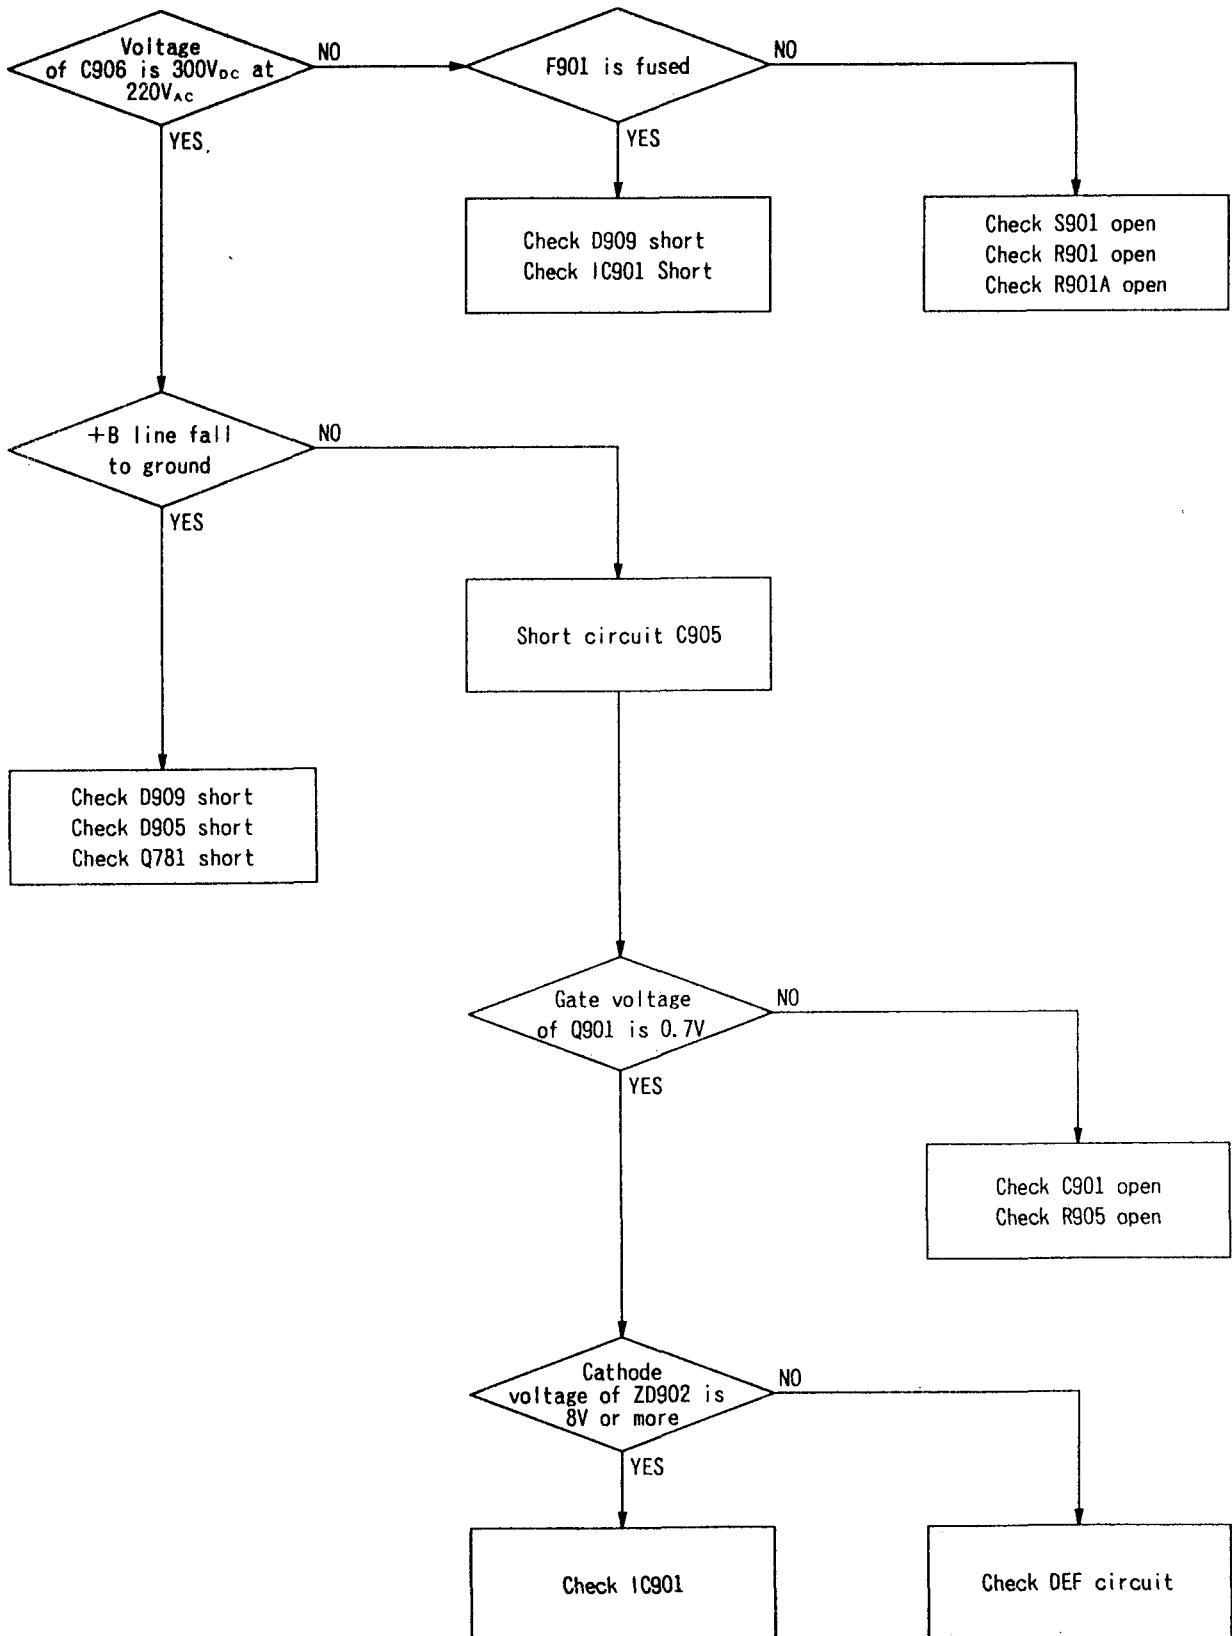 Voltage
of C906 is 300VDC at
220VAC
NO
F901 is fused
NO
YES.
YES
Check D909 short
Check IC901 Short
Check S901 open
Check R901 open
Check R901A open
+B line fall
to ground
NO
YES
Short circuit C905
Check D909 short
Check D905 short
Check Q781 short
Gate voltage
of Q901 is 0.7V
NO
YES
Check C901 open
Check R905 open
Cathode
voltage of ZD902 is
8V or more
NO
YES
Check IC901
Check DEF circuit